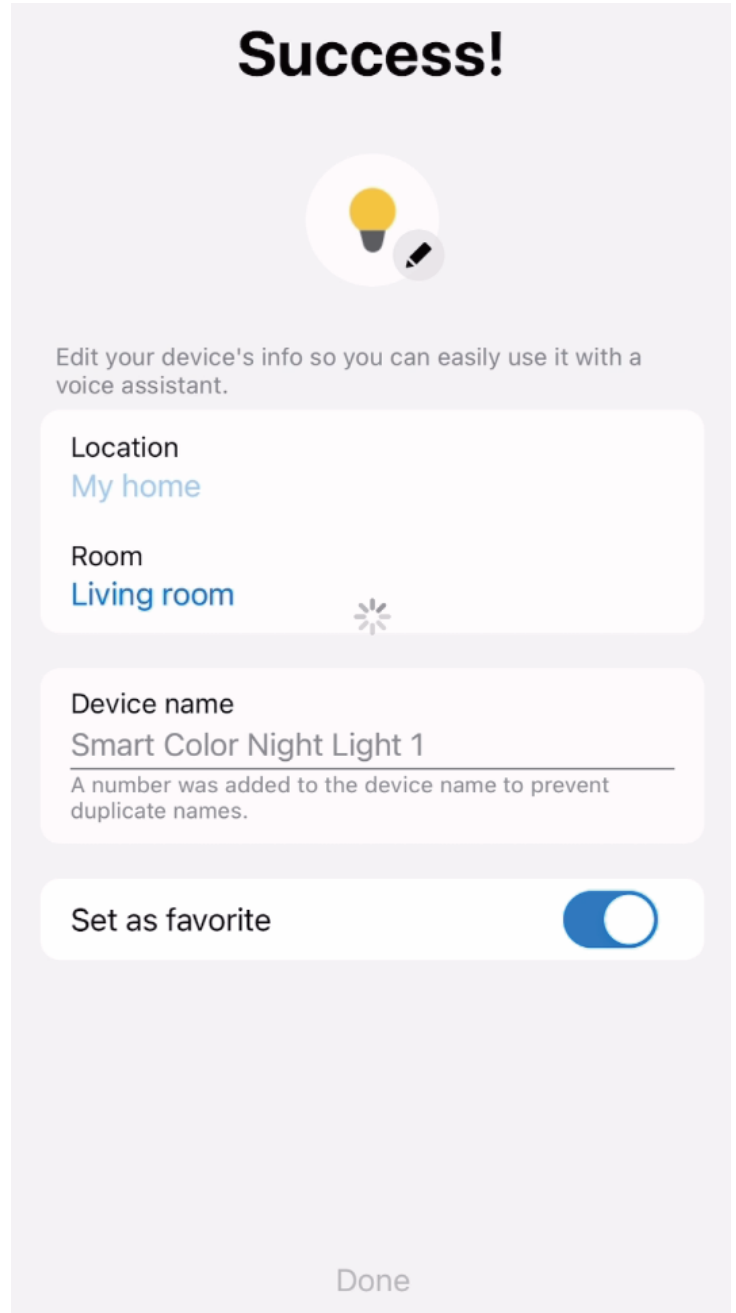 Success!
Edit your device's info so you can easily use it with a
voice assistant.
Location
My home
Room
Living room
Device name
Smart Color Night Light 1
A number was added to the device name to prevent
duplicate names.
Set as favorite
Done